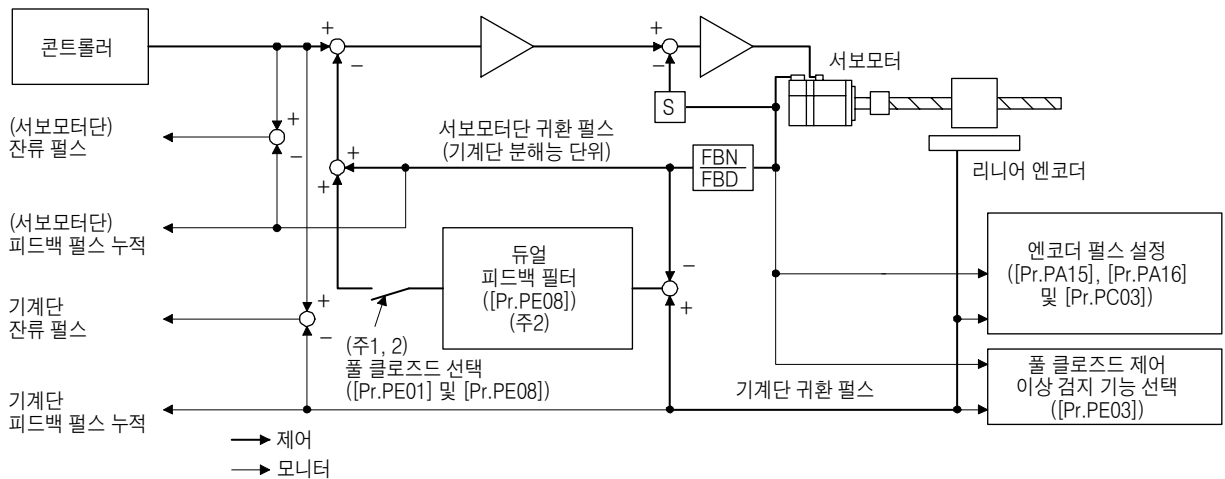 콘트롤러
+
−
+
−
서보모터
S
(서보모터단)
잔류 펄스
+
−
서보모터단 귀환 펄스
(기계단 분해능 단위)
+
+
FBN
FBD
리니어 엔코더
(서보모터단)
피드백 펄스 누적
듀얼
피드백 필터
([Pr.PE08])
(주2)
−
+
엔코더 펄스 설정
([Pr.PA15], [Pr.PA16]
및 [Pr.PC03])
기계단
잔류 펄스
+
−
(주1, 2)
풀 클로즈드 선택
([Pr.PE01] 및 [Pr.PE08])
풀 클로즈드 제어
이상 검지 기능 선택
([Pr.PE03])
기계단 귀환 펄스
기계단
피드백 펄스 누적
제어
모니터